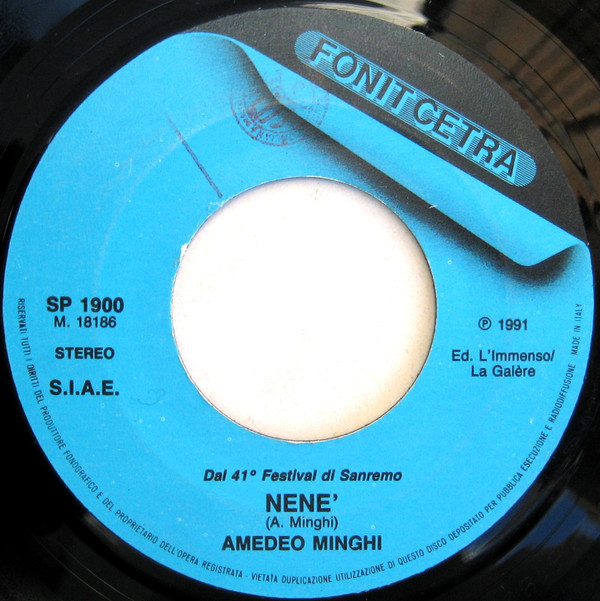 FONIT CETRA
SP 1900
M. 18186
STEREO
S.I.A.E.
℗ 1991
Ed. L'Immenso/
La Galère
Dal 41° Festival di Sanremo
NENE'
(A. Minghi)
AMEDEO MINGHI
RISERVATI TUTTI I DIRITTI DEL PRODUTTORE FONOGRAFICO E DEL PROPRIETARIO DELL'OPERA REGISTRATA - VIETATA DUPLICAZIONE UTILIZZAZIONE DI QUESTO DISCO DEPOSITATO PER PUBBLICA ESECUZIONE E RADIODIFFUSIONE MADE IN ITALY